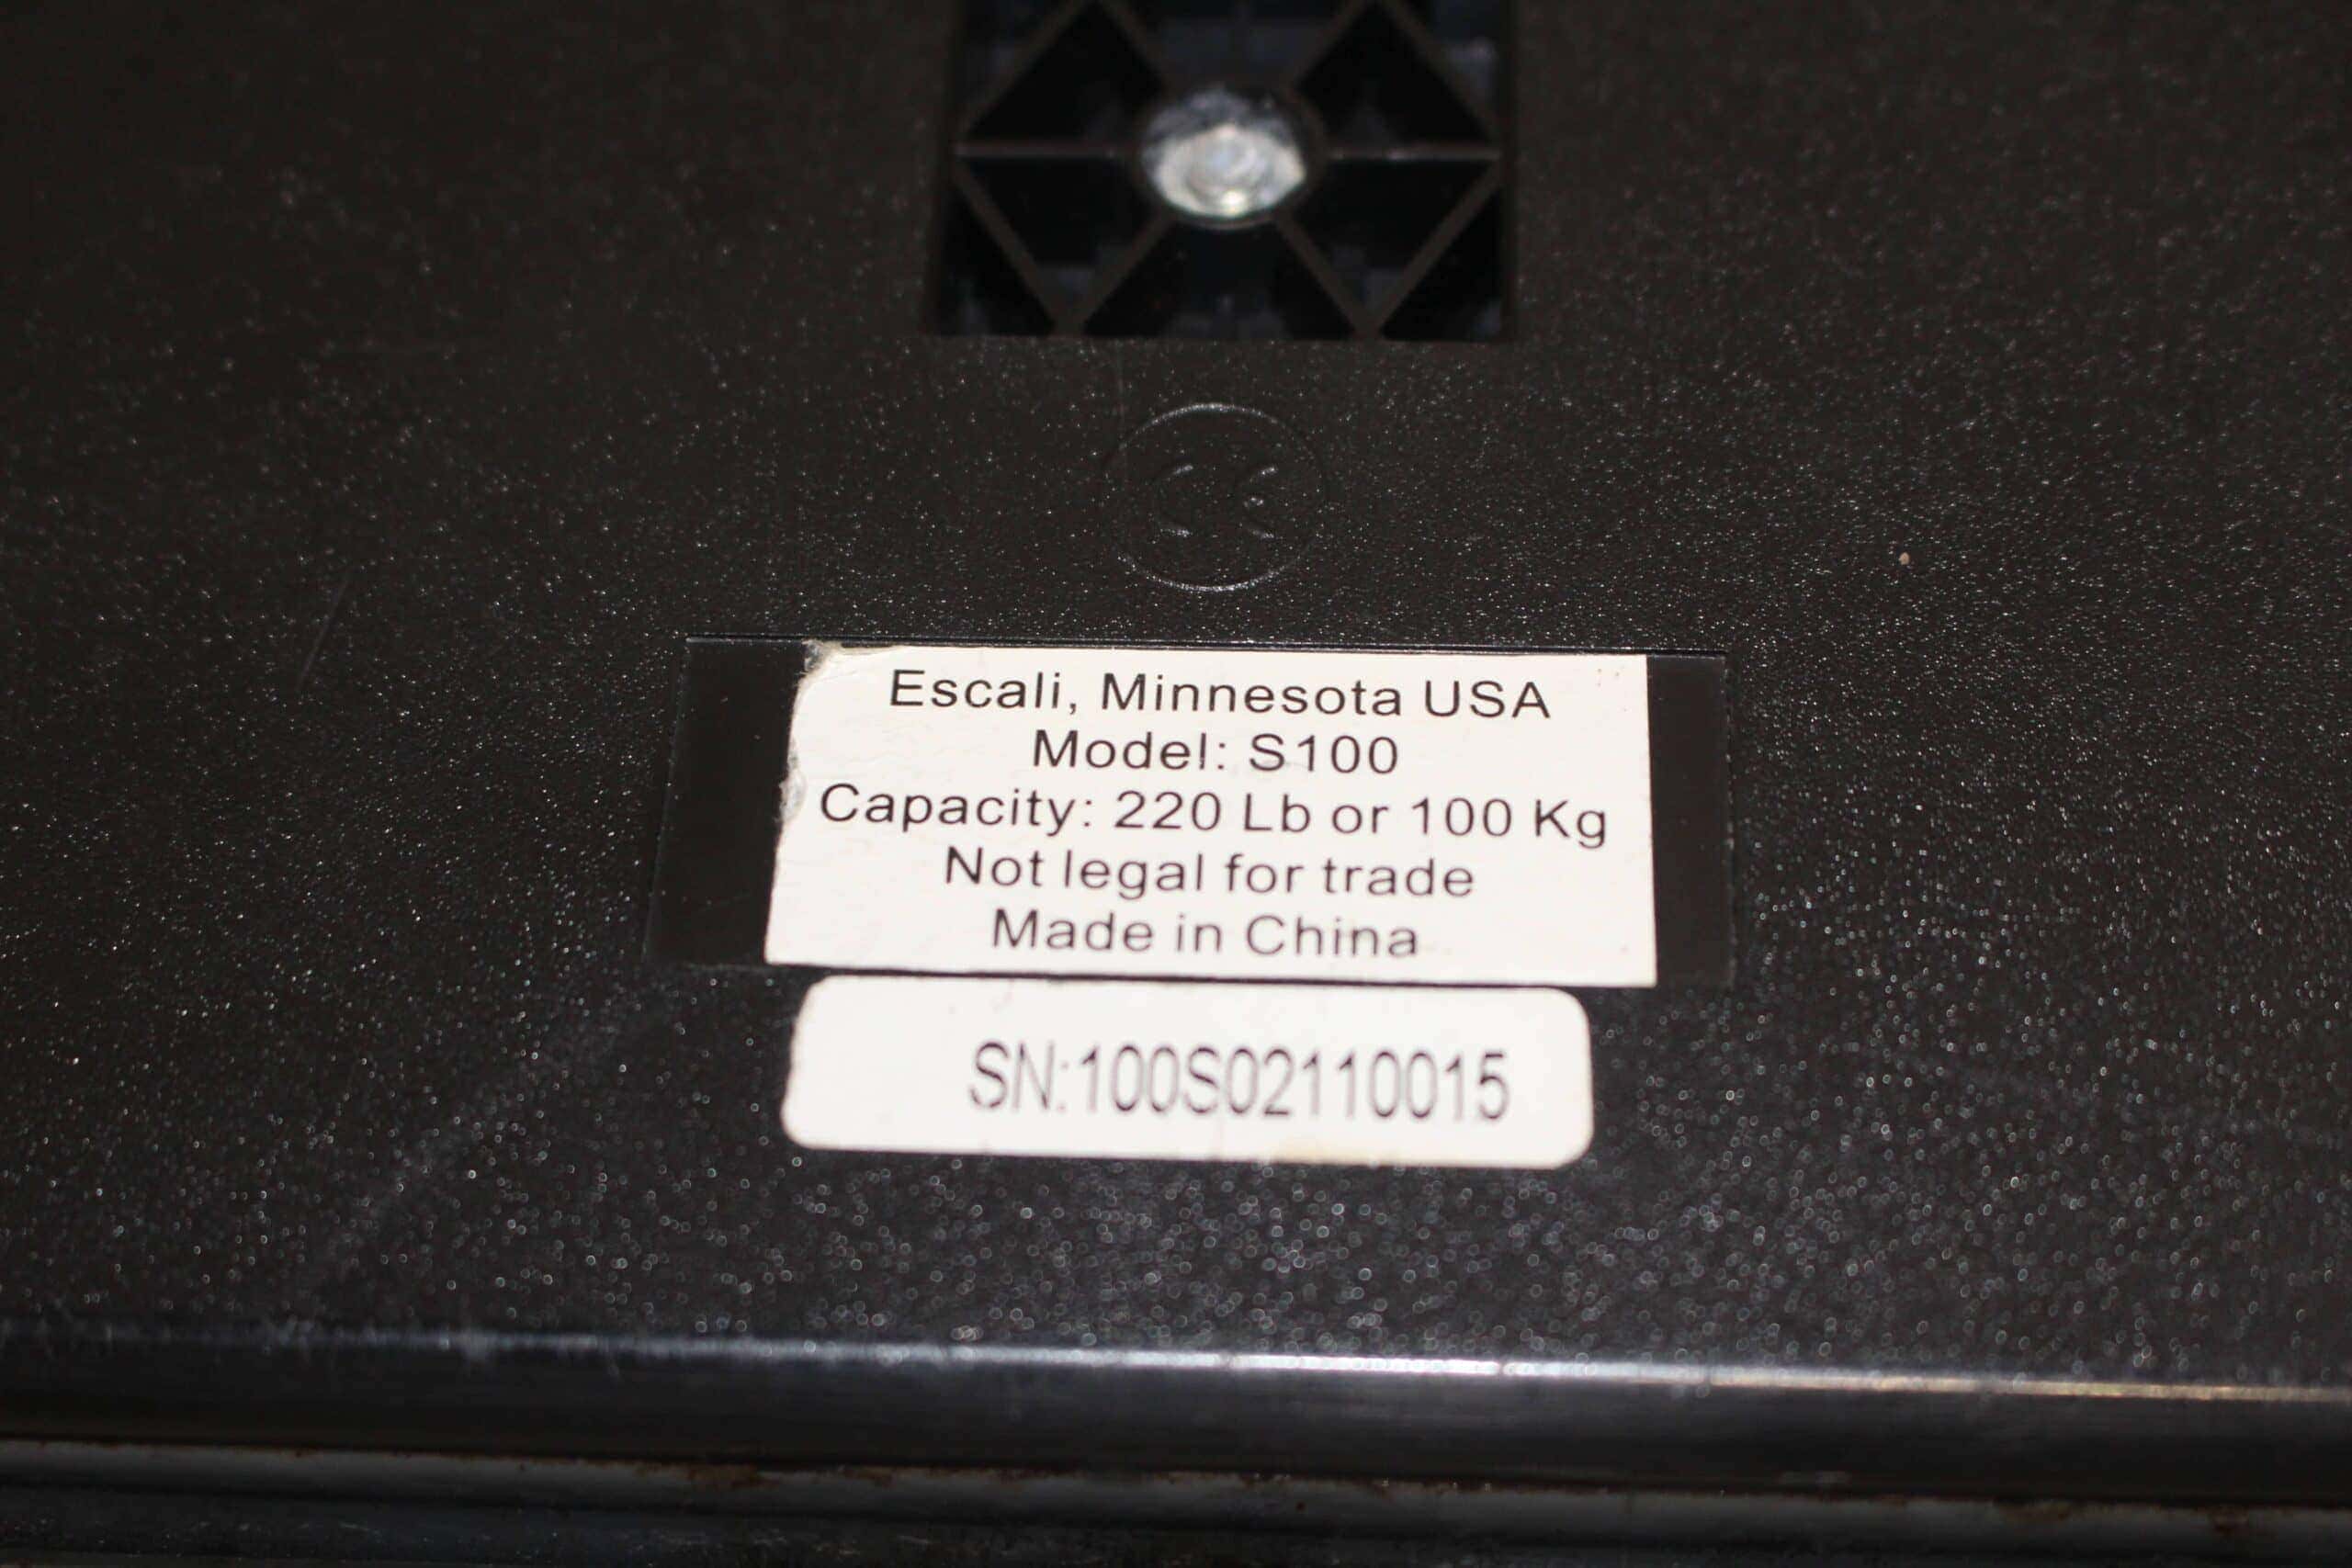 CE
Escali, Minnesota USA
Model: S100
Capacity: 220 Lb or 100 Kg
Not legal for trade
Made in China
SN:100S02110015